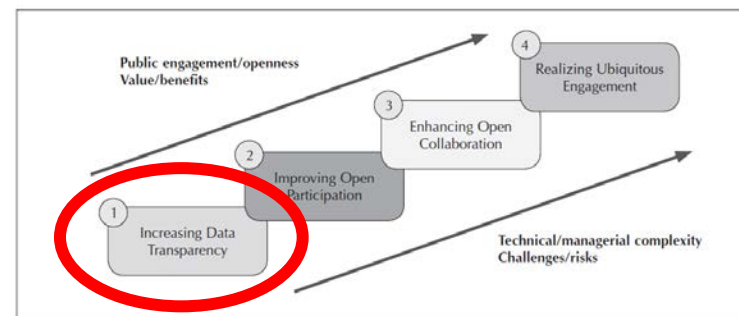 Public engagement/openness
Value/benefits
4
Realizing Ubiquitous
Engagement
3
Enhancing Open
Collaboration
2
Improving Open
Participation
1
Increasing Data
Transparency
Technical/managerial complexity
Challenges/risks